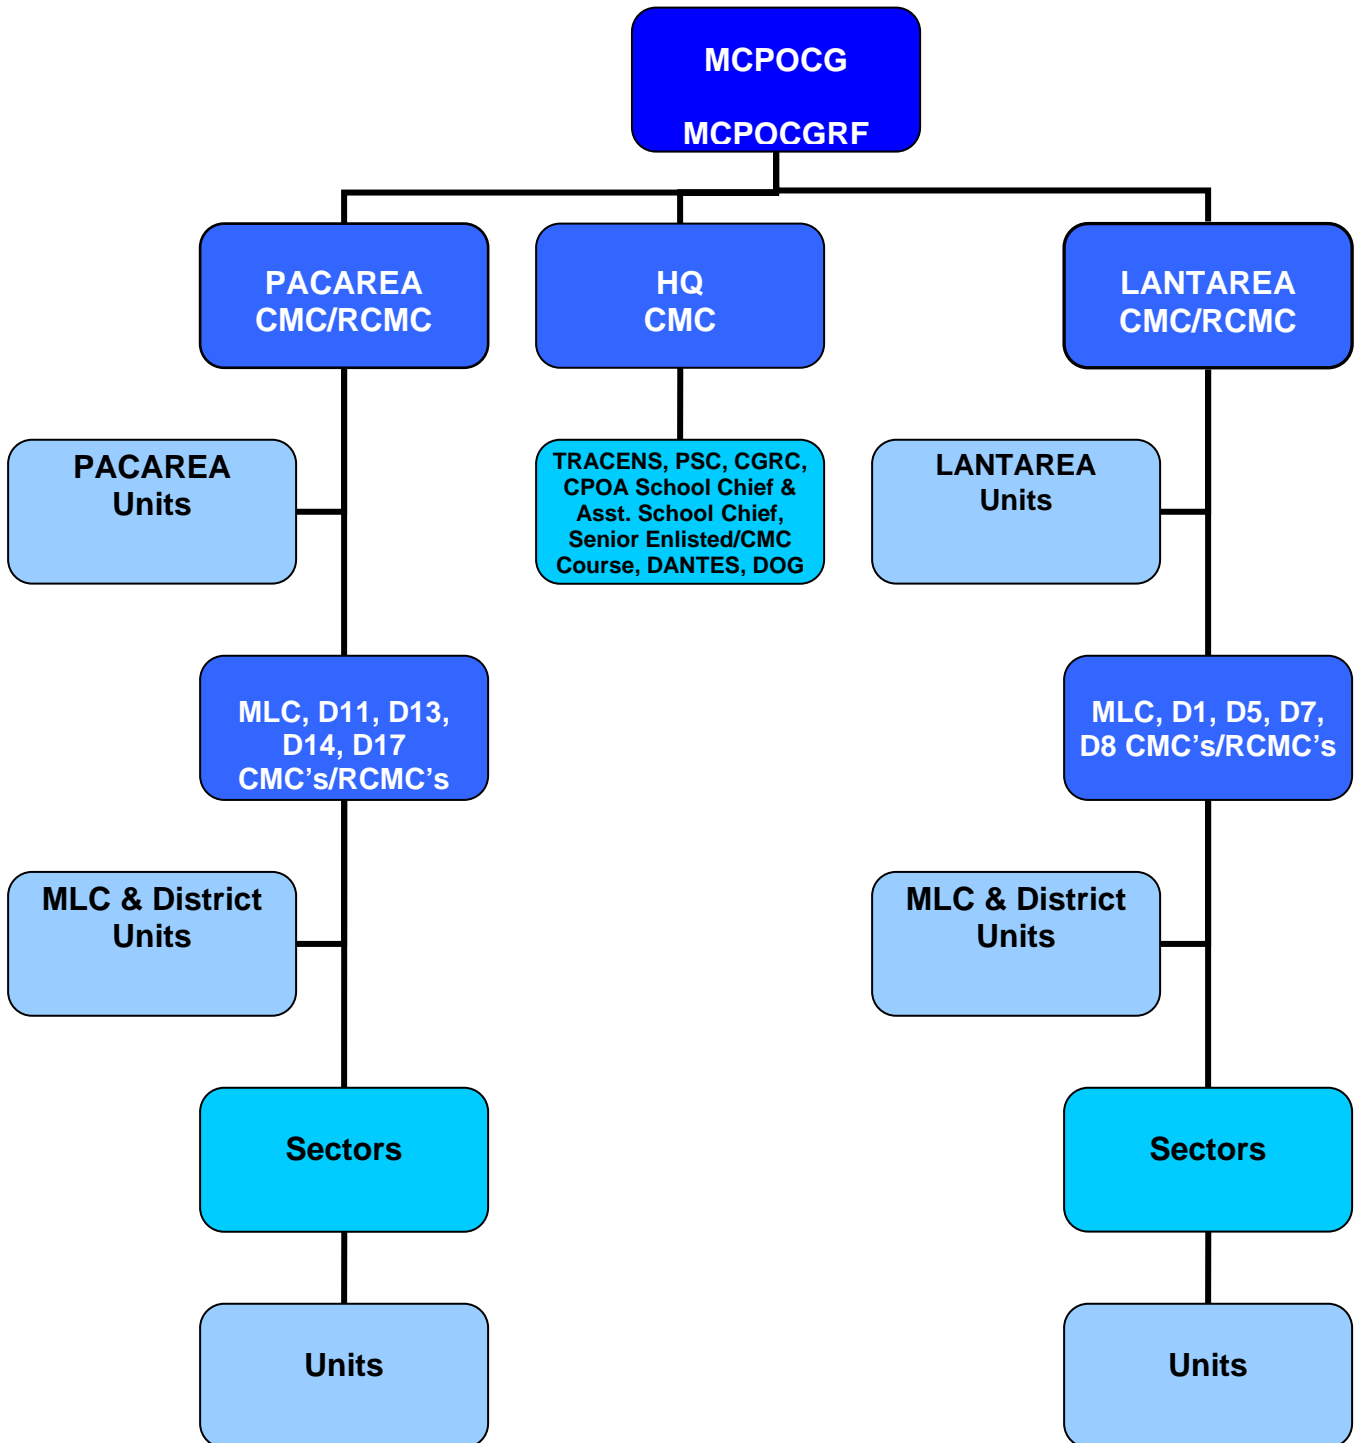 MCPOCG
MCPOCGRF
PACAREA
CMC/RCMC
HQ
CMC
LANTAREA
CMC/RCMC
PACAREA
Units
TRACENS, PSC, CGRC,
CPOA School Chief &
Asst. School Chief,
Senior Enlisted/CMC
Course, DANTES, DOG
LANTAREA
Units
MLC, D11, D13,
D14, D17
CMC’s/RCMC’s
MLC, D1, D5, D7,
D8 CMC’s/RCMC’s
MLC & District
Units
MLC & District
Units
Sectors
Sectors
Units
Units